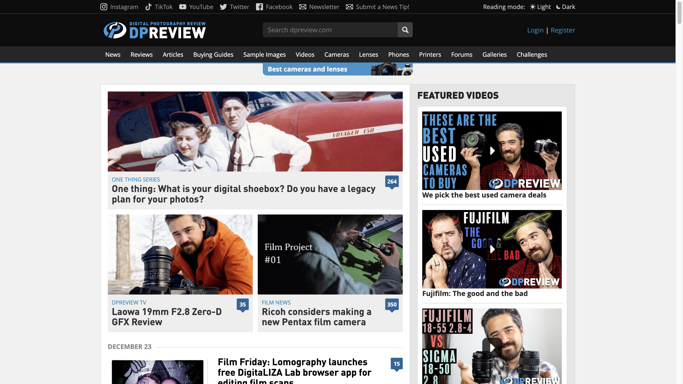 Instagram TikTok YouTube Twitter Facebook Newsletter Submit a News Tip! Reading mode: Light Dark
DIGITAL PHOTOGRAPHY REVIEW
DPREVIEW
Search dpreview.com
Login | Register
News Reviews Articles Buying Guides Sample Images Videos Cameras Lenses Phones Printers Forums Galleries Challenges
Best cameras and lenses
VOYAGER 150
ONE THING SERIES
264
One thing: What is your digital shoebox? Do you have a legacy
plan for your photos?
DPREVIEW TV
35
Laowa 19mm F2.8 Zero-D
GFX Review
Film Project
#01
FILM NEWS
350
Ricoh considers making a
new Pentax film camera
DECEMBER 23
Film Friday: Lomography launches
free DigitaLIZA Lab browser app for
editing film scans
15
FEATURED VIDEOS
THESE ARE THE
BEST
USED
CAMERAS
TO BUY
DPREVIEW
We pick the best used camera deals
FUJIFILM
THE
GOOD &
BAD
DPREVIEW
Fujifilm: The good and the bad
FUJIFILM
18-55 2.8-4
VS
SIGMA
18-50
2.8
DPREVIEW